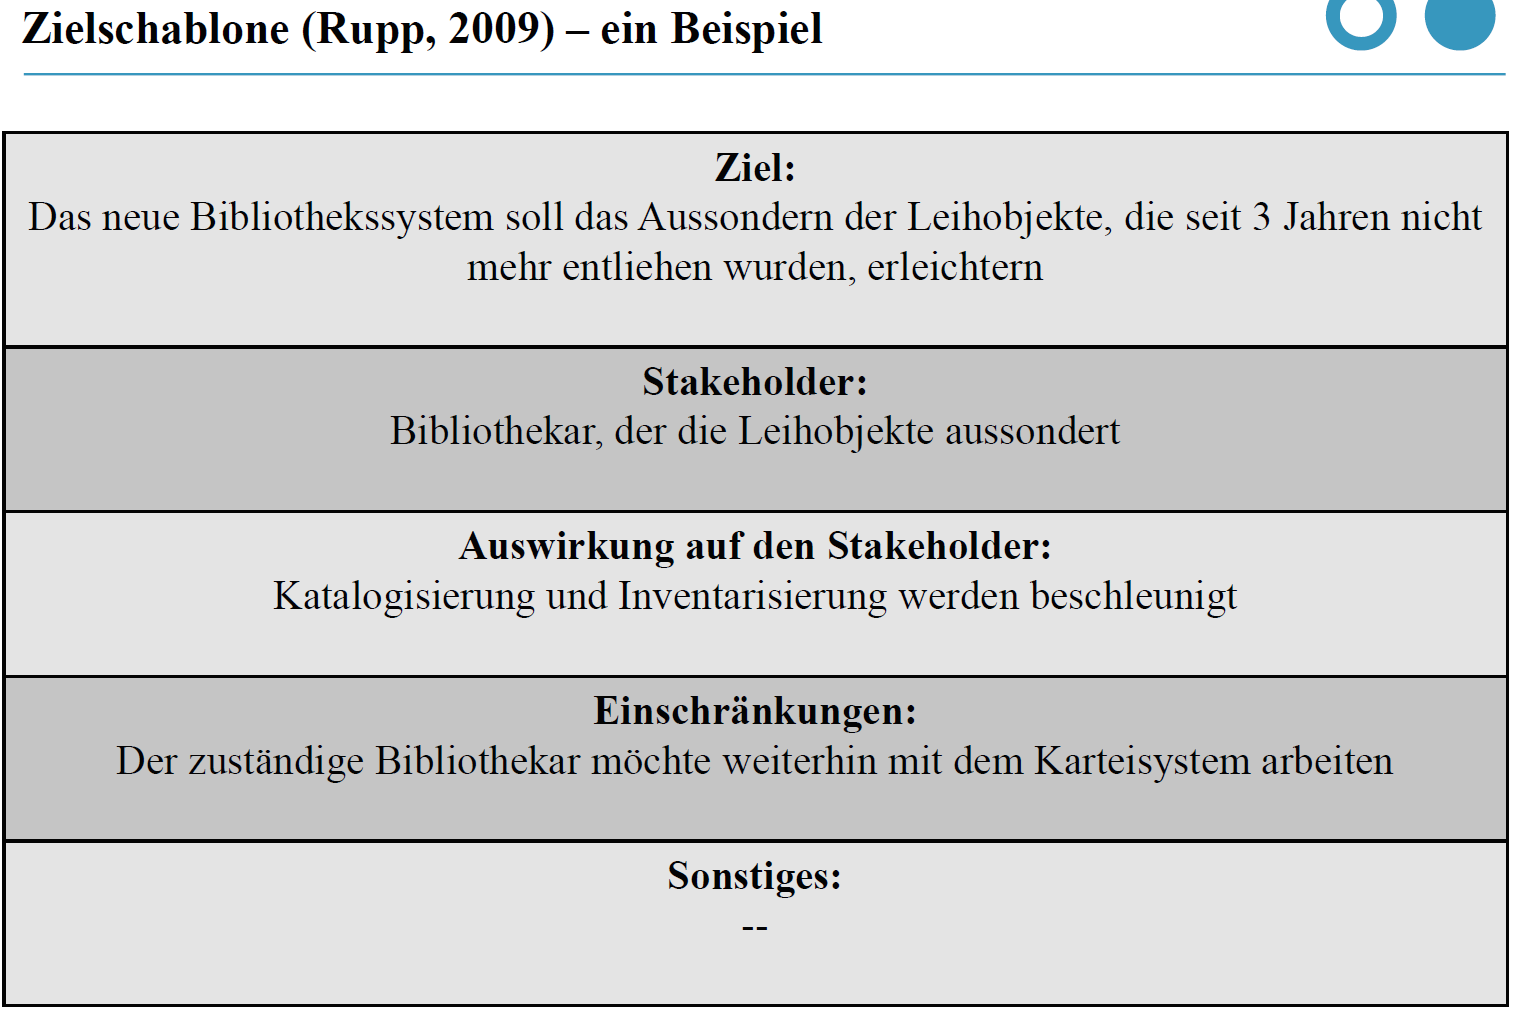 Zielschablone (Rupp, 2009) – ein Beispiel
Ziel:
Das neue Bibliothekssystem soll das Aussondern der Leihobjekte, die seit 3 Jahren nicht
mehr entliehen wurden, erleichtern
Stakeholder:
Bibliothekar, der die Leihobjekte aussondert
Auswirkung auf den Stakeholder:
Katalogisierung und Inventarisierung werden beschleunigt
Einschränkungen:
Der zuständige Bibliothekar möchte weiterhin mit dem Karteisystem arbeiten
Sonstiges:
--